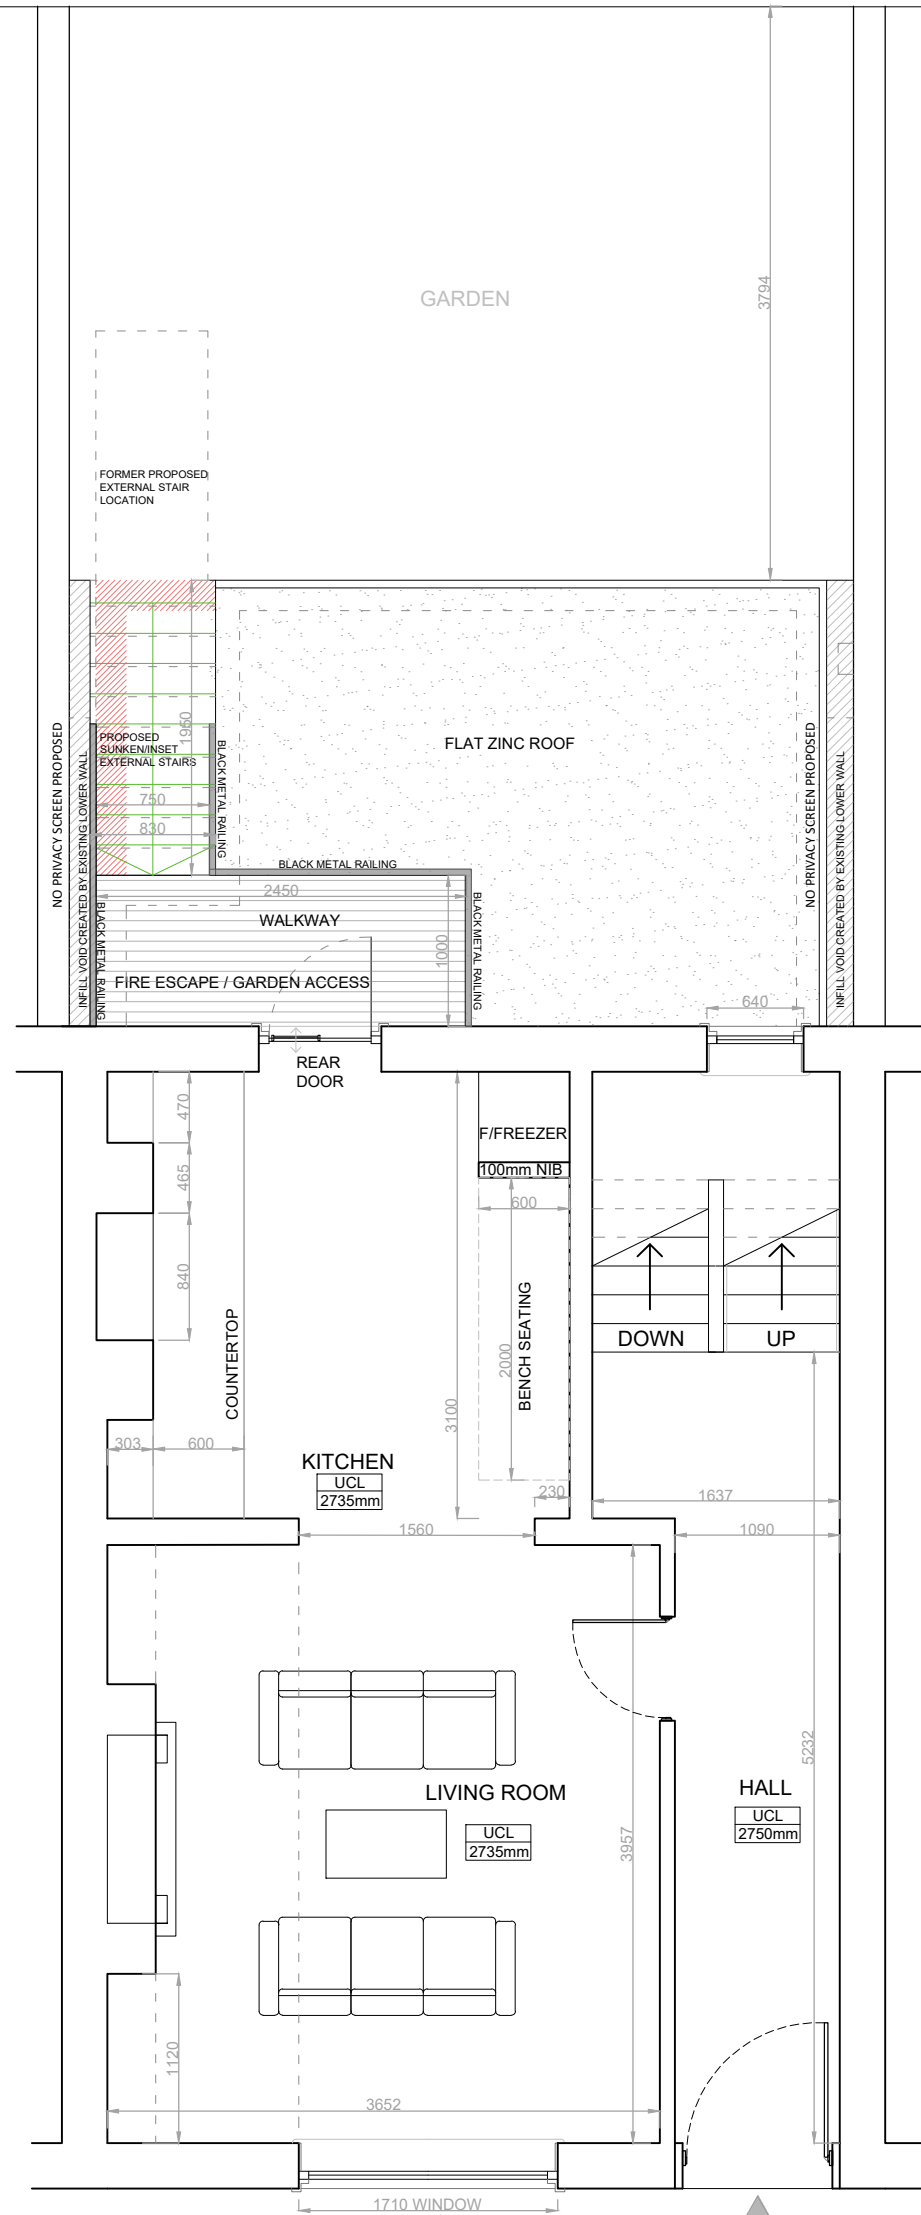 3794
GARDEN
FORMER PROPOSED
EXTERNAL STAIR
LOCATION
1950
PROPOSED
SUNKEN/INSET
EXTERNAL STAIRS
750
830
NO PRIVACY SCREEN PROPOSED
INFILL VOID CREATED BY EXISTING LOWER WALL
BLACK METAL RAILING
FLAT ZINC ROOF
NO PRIVACY SCREEN PROPOSED
INFILL VOID CREATED BY EXISTING LOWER WALL
BLACK METAL RAILING
2450
WALKWAY
1000
BLACK METAL RAILING
BLACK METAL RAILING
FIRE ESCAPE / GARDEN ACCESS
640
REAR
DOOR
470
465
840
F/FREEZER
100mm NIB
600
BENCH SEATING
2000
COUNTERTOP
3100
DOWN
UP
303
600
KITCHEN
UCL
2735mm
230
1560
1637
1090
LIVING ROOM
UCL
2735mm
3957
HALL
UCL
2750mm
5232
1120
3652
1710 WINDOW